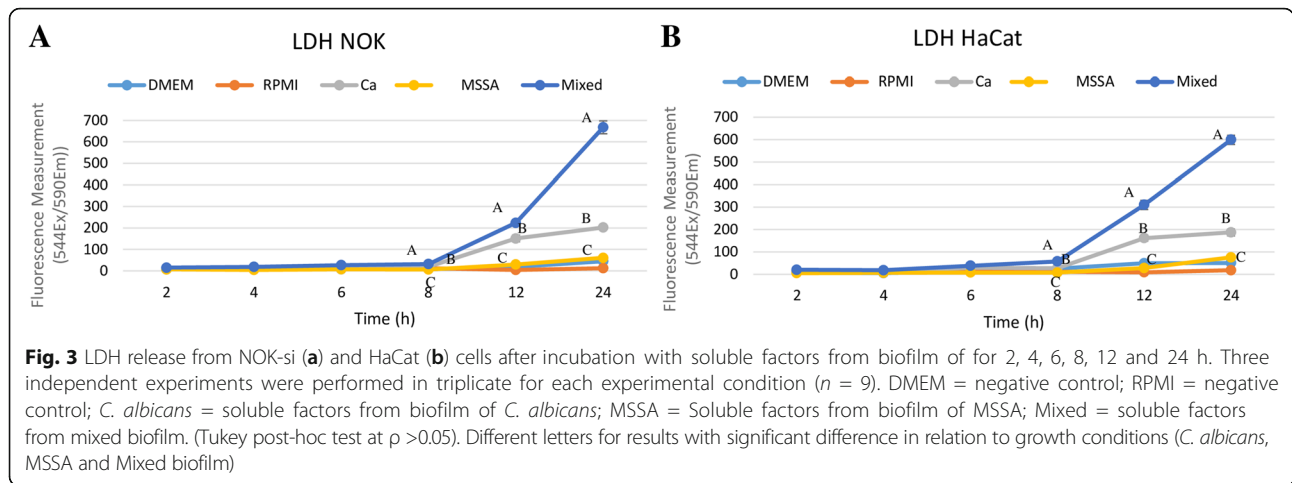 A
LDH NOK
DMEM RPMI Ca MSSA Mixed
Fluorescence Measurement
(544Ex/590Em))
700
600
500
400
300
200
100
0
A
A
B
B
A
B
C
C
C
2 4 6 8 12 24
Time (h)
B
LDH HaCat
DMEM RPMI Ca MSSA Mixed
Fluorescence Measurement
(544Ex/590Em)
700
600
500
400
300
200
100
0
A
A
B
B
A
B
C
C
C
2 4 6 8 12 24
Time (h)
Fig. 3 LDH release from NOK-si (a) and HaCat (b) cells after incubation with soluble factors from biofilm of for 2, 4, 6, 8, 12 and 24 h. Three
independent experiments were performed in triplicate for each experimental condition (n = 9). DMEM = negative control; RPMI = negative
control; C. albicans = soluble factors from biofilm of C. albicans; MSSA = Soluble factors from biofilm of MSSA; Mixed = soluble factors
from mixed biofilm. (Tukey post-hoc test at ρ >0.05). Different letters for results with significant difference in relation to growth conditions (C. albicans,
MSSA and Mixed biofilm)